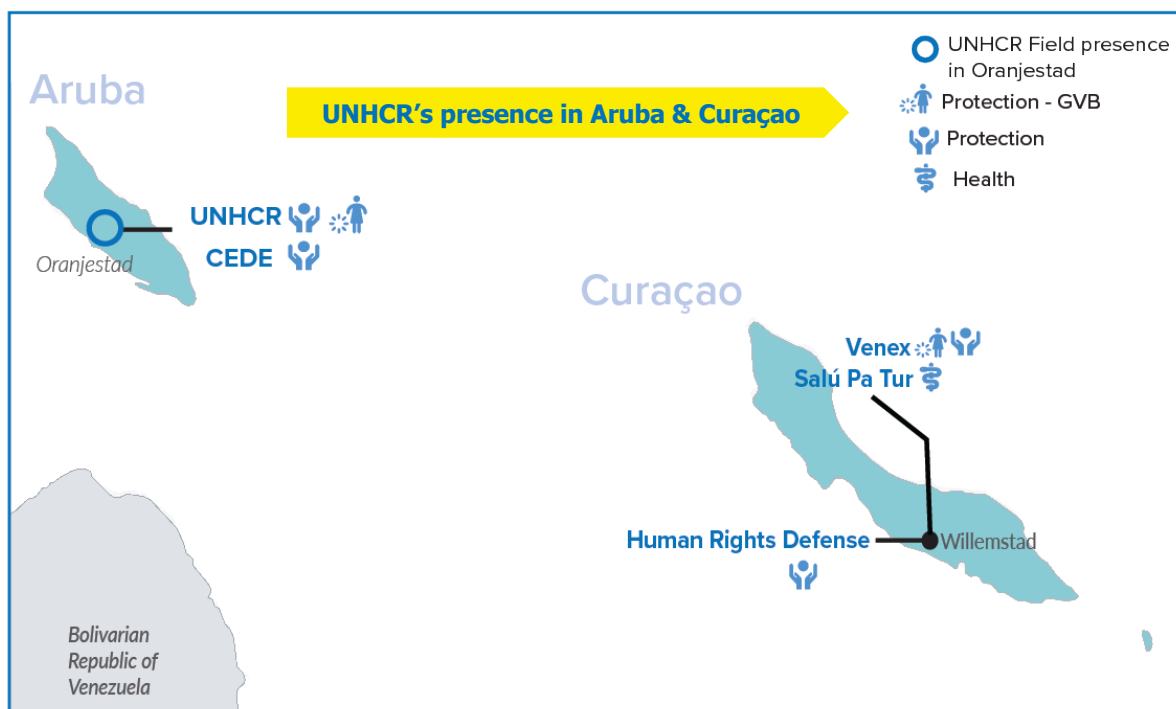 UNHCR Field presence
in Oranjestad
Protection - GVB
Protection
Health
UNHCR's presence in Aruba & Curaçao
Aruba
UNHCR
CEDE
Oranjestad
Curaçao
Venex
Salú Pa Tur
Human Rights Defense
Willemstad
Bolivarian
Republic of
Venezuela